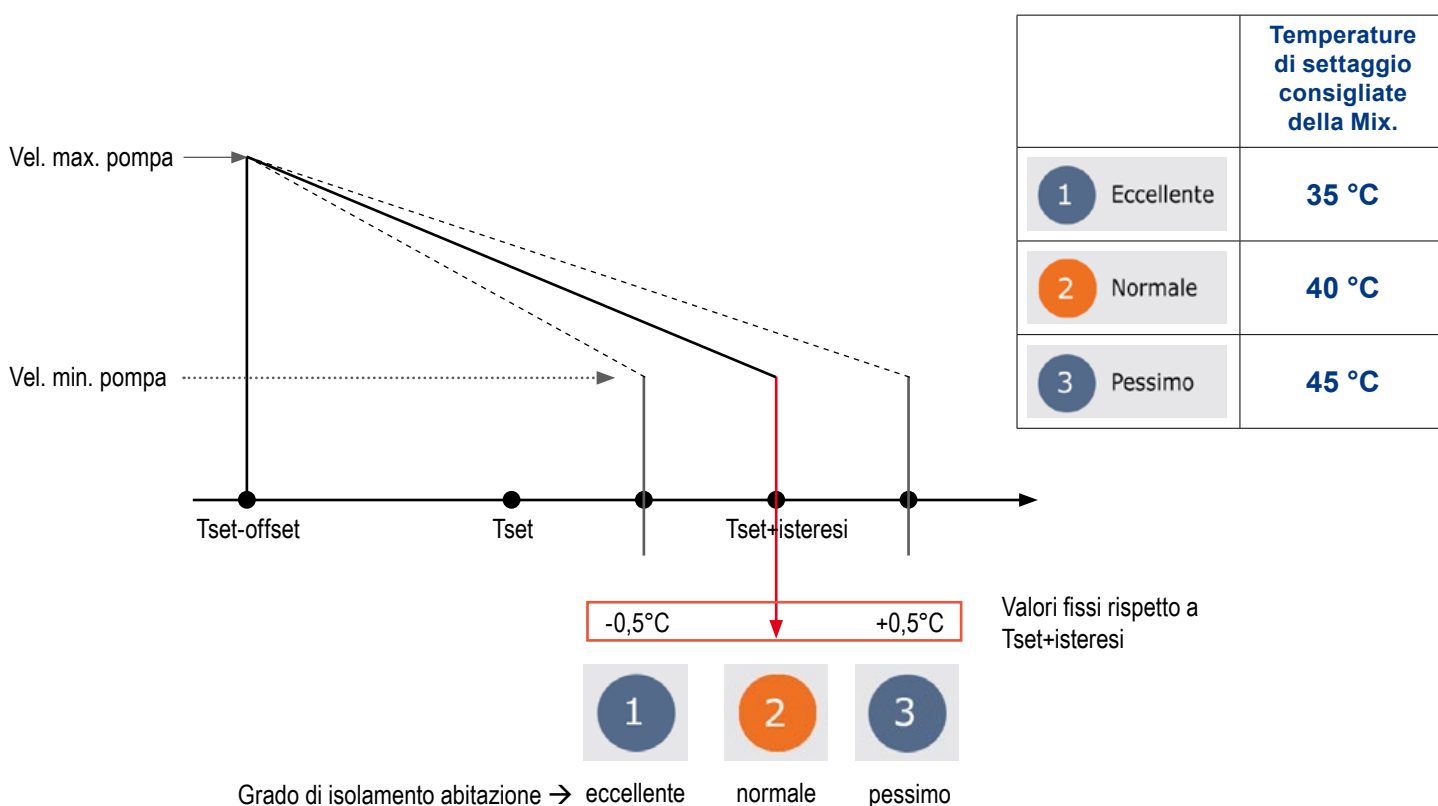 Temperature
di settaggio
consigliate
della Mix.
1 Eccellente 35 °C
2 Normale 40 °C
3 Pessimo 45 °C
Vel. max. pompa
Vel. min. pompa
Tset-offset Tset Tset+isteresi
-0,5°C +0,5°C
Valori fissi rispetto a
Tset+isteresi
1 2 3
Grado di isolamento abitazione → eccellente normale pessimo